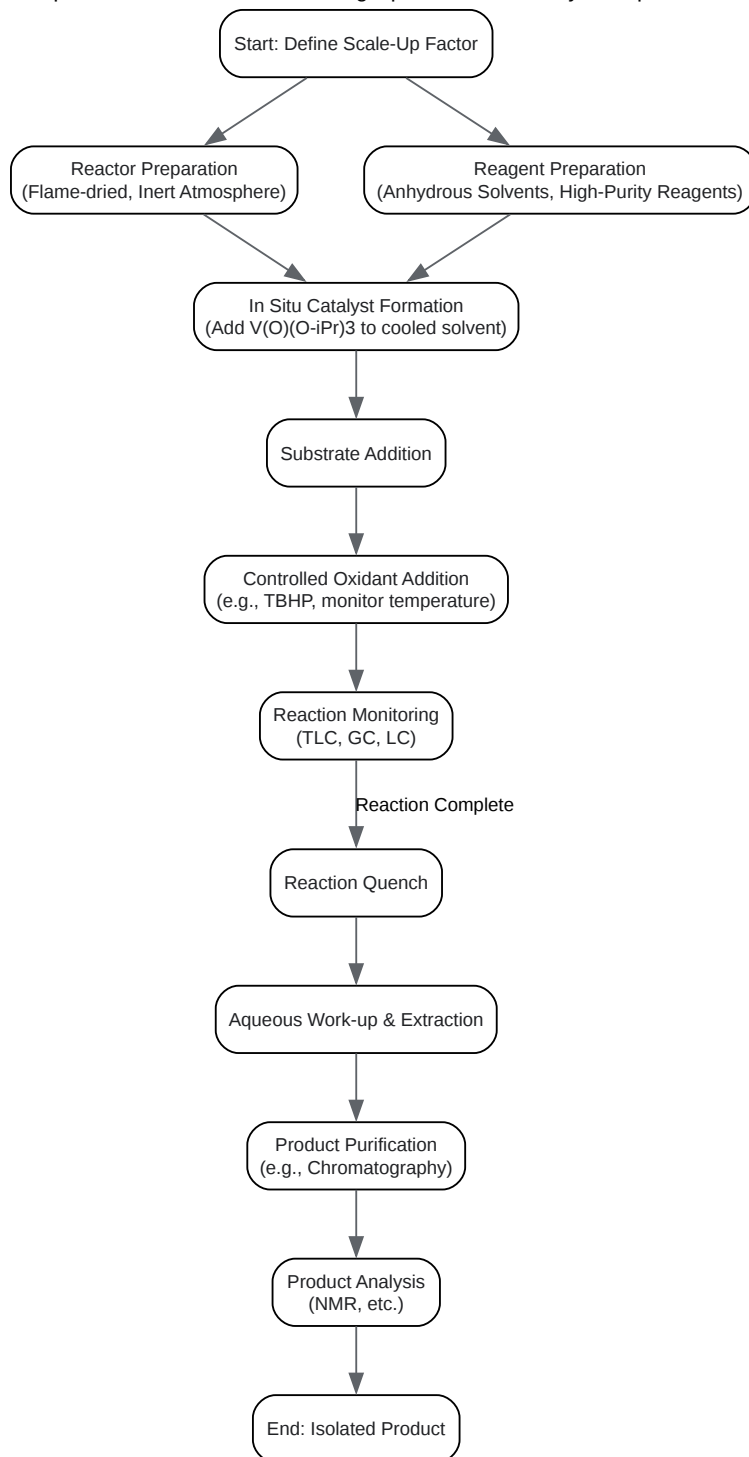 Start: Define Scale-Up Factor
Reactor Preparation
(Flame-dried, Inert Atmosphere)
Reagent Preparation
(Anhydrous Solvents, High-Purity Reagents)
In Situ Catalyst Formation
(Add V(O)(O-iPr)3 to cooled solvent)
Substrate Addition
Controlled Oxidant Addition
(e.g., TBHP, monitor temperature)
Reaction Monitoring
(TLC, GC, LC)
Reaction Complete
Reaction Quench
Aqueous Work-up & Extraction
Product Purification
(e.g., Chromatography)
Product Analysis
(NMR, etc.)
End: Isolated Product